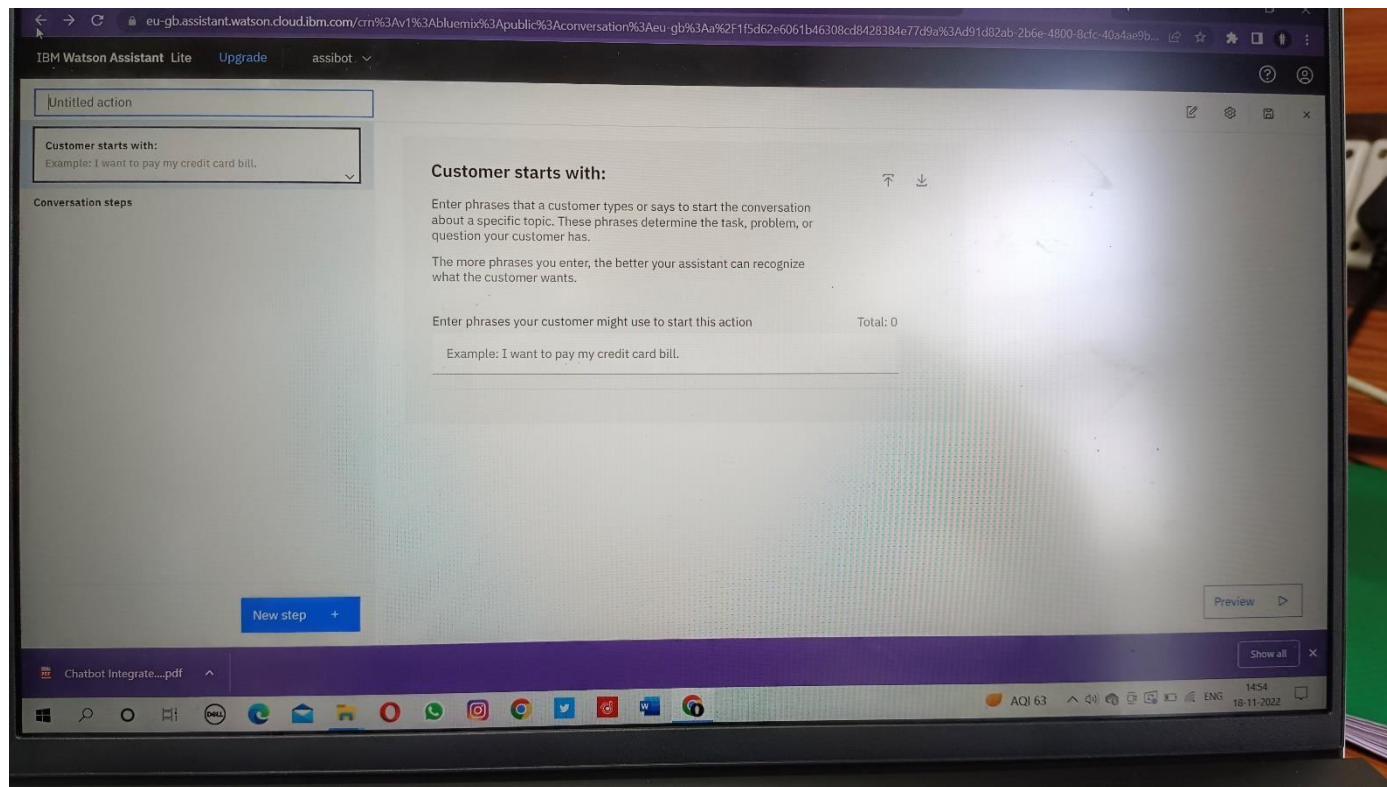 eu-gb.assistant.watson.cloud.ibm.com/crn%3Av1%3Abluemix%3Apublic%3Aconversation%3Aeu-gb%3Aa%2F1f5d62e6061b46308cd8428384e77d9a%3Ad91d82ab-2b6e-4800-8cfc-40a4ae9b...
IBM Watson Assistant Lite Upgrade assibot
Untitled action
Customer starts with:
Example: I want to pay my credit card bill.
Conversation steps
New step +
Customer starts with:
Enter phrases that a customer types or says to start the conversation
about a specific topic. These phrases determine the task, problem, or
question your customer has.
The more phrases you enter, the better your assistant can recognize
what the customer wants.
Enter phrases your customer might use to start this action Total: 0
Example: I want to pay my credit card bill.
Preview
Chatbot Integrate....pdf
Show all
DELL
W
AQI 63
ENG
14:54
18-11-2022